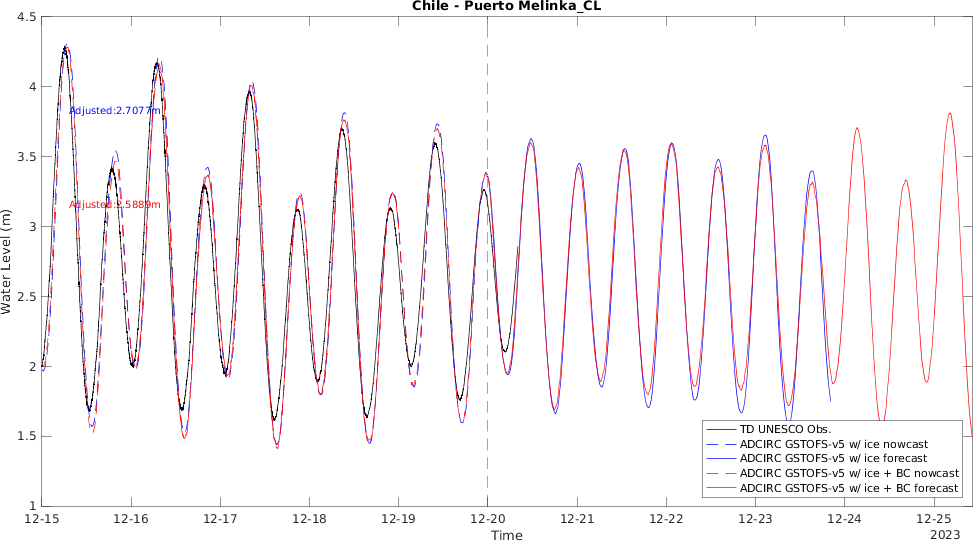 Chile - Puerto Melinka_CL
4.5
4
3.5
3
2.5
2
1.5
1
Water Level (m)
Adjusted:2.7077m
Adjusted:2.5889m
TD UNESCO Obs.
ADCIRC GSTOFS-v5 w/ ice nowcast
ADCIRC GSTOFS-v5 w/ ice forecast
ADCIRC GSTOFS-v5 w/ ice + BC nowcast
ADCIRC GSTOFS-v5 w/ ice + BC forecast
12-15 12-16 12-17 12-18 12-19 12-20 12-21 12-22 12-23 12-24 12-25
2023
Time